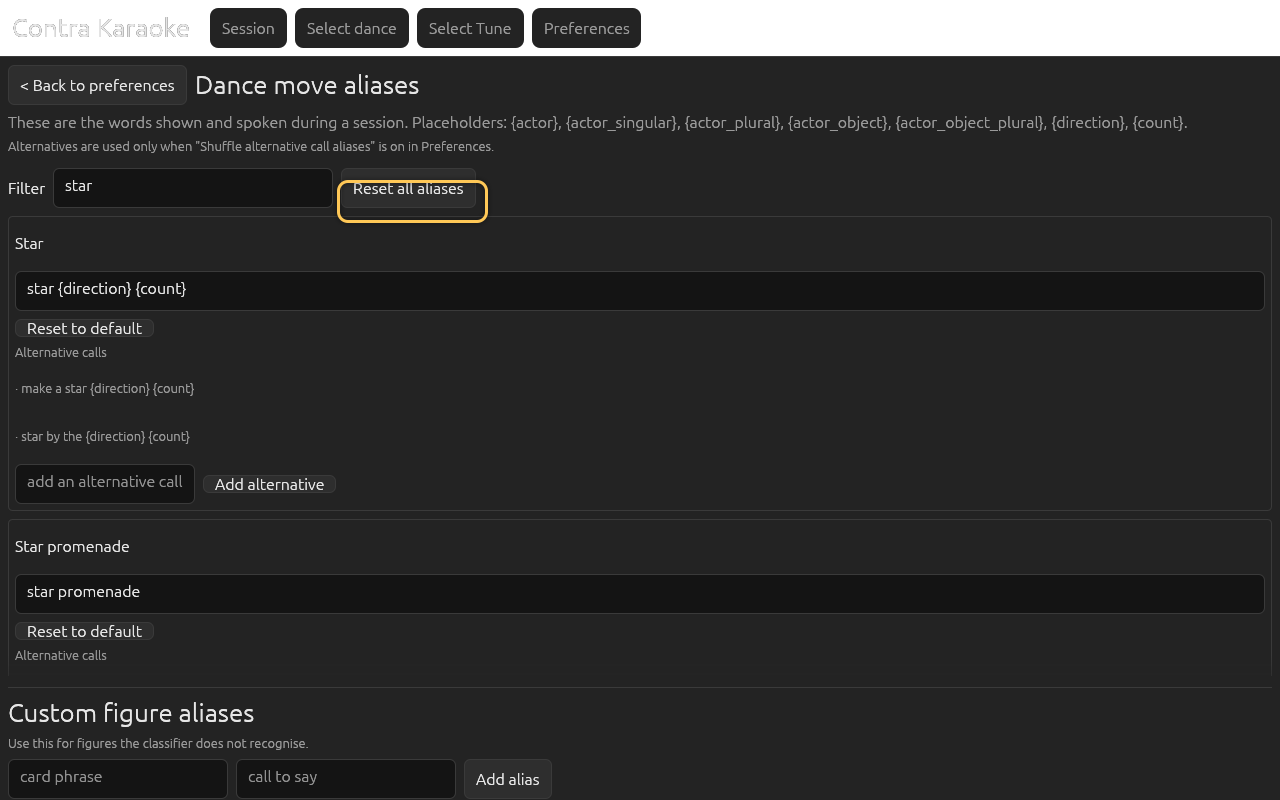 Contra Karaoke Session Select dance Select Tune Preferences
< Back to preferences Dance move aliases
These are the words shown and spoken during a session. Placeholders: {actor}, {actor_singular}, {actor_plural}, {actor_object}, {actor_object_plural}, {direction}, {count}.
Alternatives are used only when "Shuffle alternative call aliases" is on in Preferences.
Filter star Reset all aliases
Star
star {direction} {count}
Reset to default
Alternative calls
· make a star {direction} {count}
· star by the {direction} {count}
add an alternative call Add alternative
Star promenade
star promenade
Reset to default
Alternative calls
Custom figure aliases
Use this for figures the classifier does not recognise.
card phrase call to say Add alias